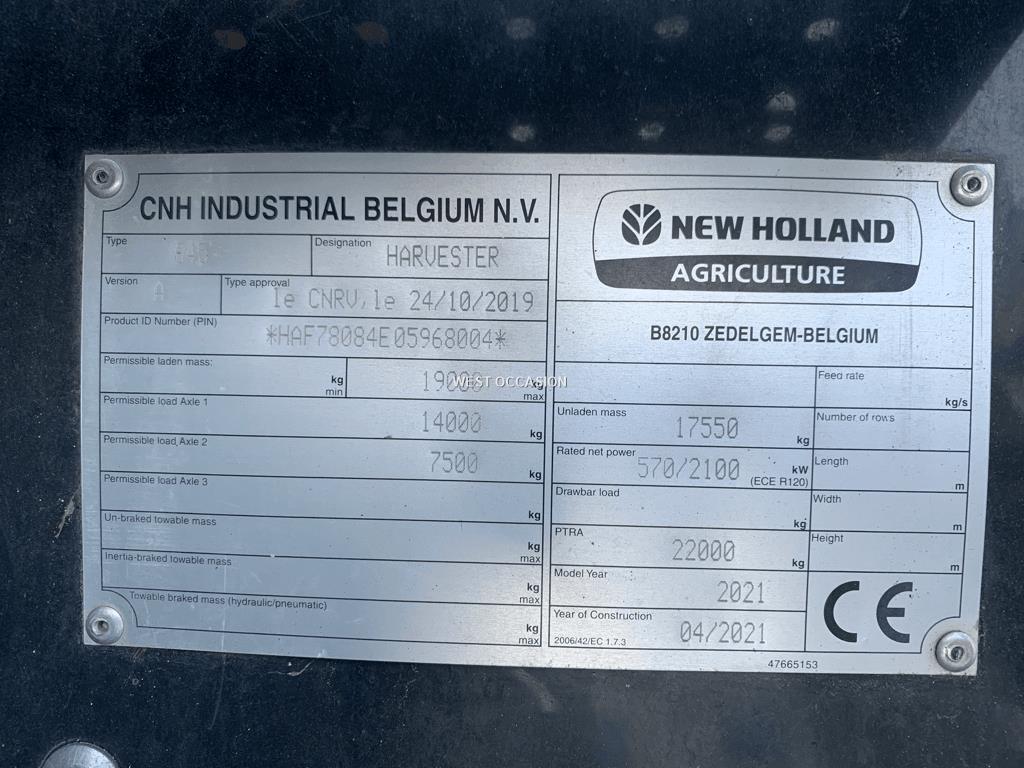 CNH INDUSTRIAL BELGIUM N.V.
Type
Designation HARVESTER
Version A
Type approval le CNRV,le 24/10/2019
Product ID Number (PIN)
*HAF78084E05968004*
Permissible laden mass:
kg min
kg max
WEST OCCASION
Permissible load Axle 1 14000 kg
Permissible load Axle 2 7500 kg
Permissible load Axle 3 kg
Un-braked towable mass kg max
Inertia-braked towable mass kg max
Towable braked mass (hydraulic/pneumatic) kg max
NEW HOLLAND
AGRICULTURE
B8210 ZEDELGEM-BELGIUM
Unladen mass 17550 kg
Rated net power 570/2100 kW (ECE R120)
Drawbar load kg
PTRA 22000 kg
Model Year 2021
Year of Construction 04/2021
2006/42/EC 1.7.3
Feed rate kg/s
Number of rows
Length m
Width m
Height m
CE
47665153